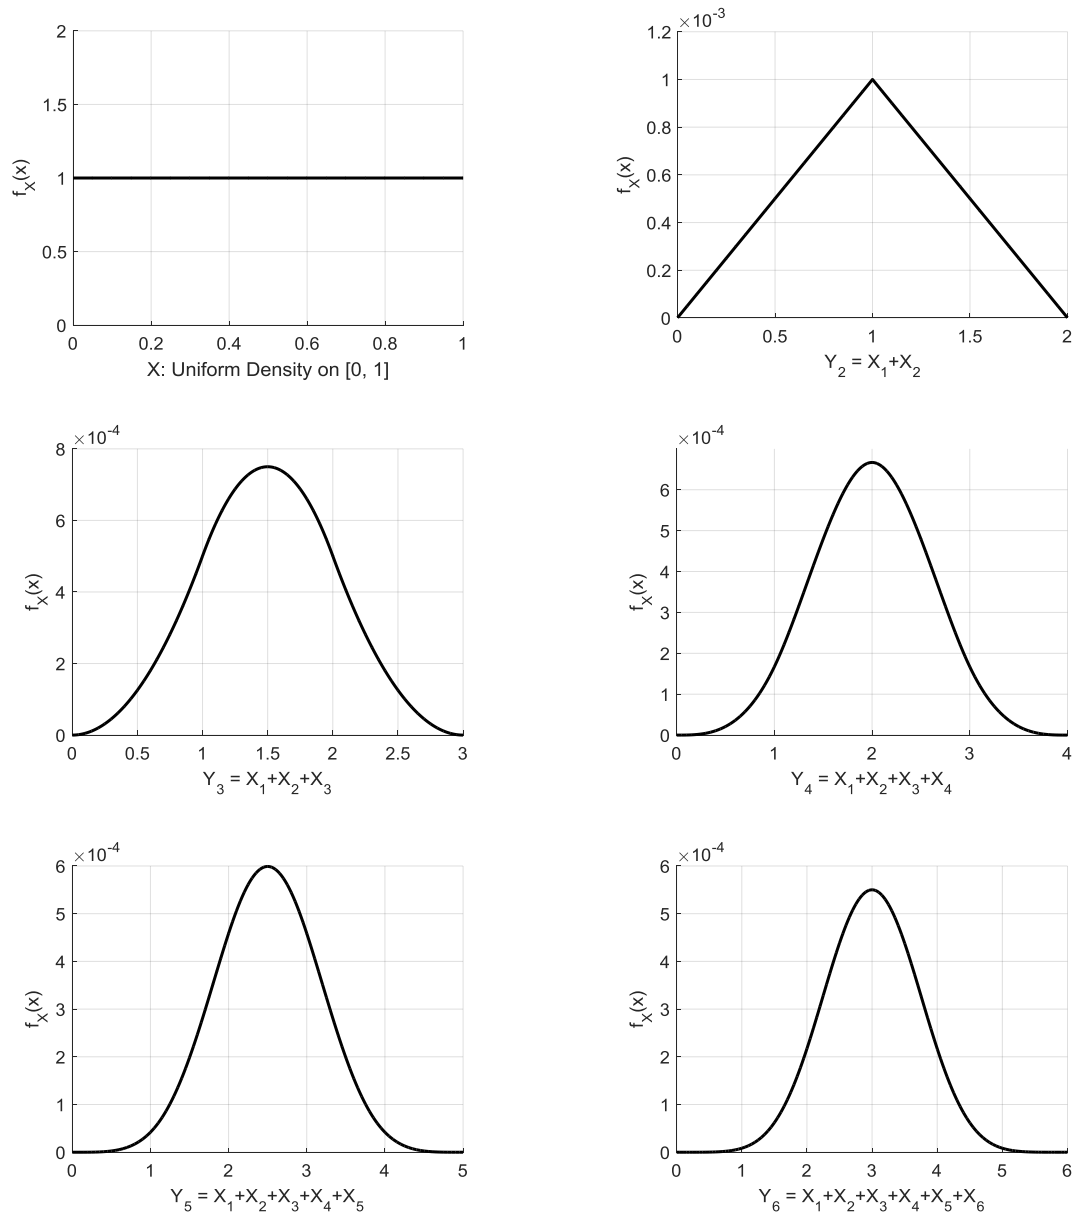 2
1.5
1
0.5
0
f_X(x)
0 0.2 0.4 0.6 0.8 1
X: Uniform Density on [0, 1]
×10^-3
1.2
1
0.8
0.6
0.4
0.2
0
f_X(x)
0 0.5 1 1.5 2
Y_2 = X_1+X_2
×10^-4
8
6
4
2
0
f_X(x)
0 0.5 1 1.5 2 2.5 3
Y_3 = X_1+X_2+X_3
×10^-4
6
5
4
3
2
1
0
f_X(x)
0 1 2 3 4
Y_4 = X_1+X_2+X_3+X_4
×10^-4
6
5
4
3
2
1
0
f_X(x)
0 1 2 3 4 5
Y_5 = X_1+X_2+X_3+X_4+X_5
×10^-4
6
5
4
3
2
1
0
f_X(x)
0 1 2 3 4 5 6
Y_6 = X_1+X_2+X_3+X_4+X_5+X_6